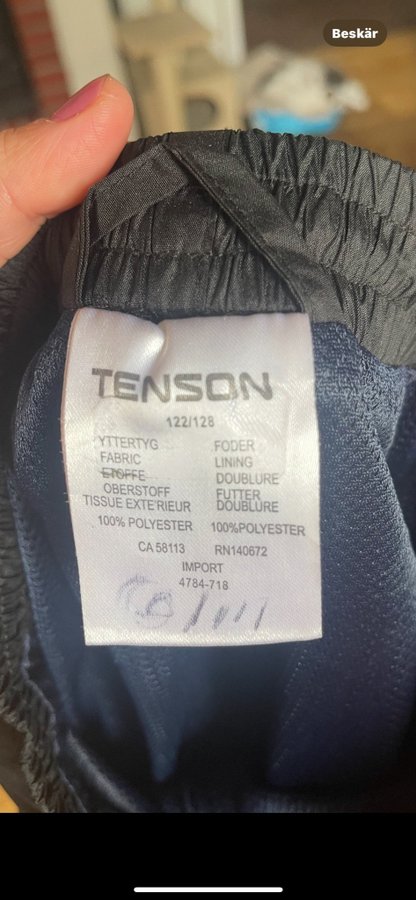 Beskär
TENSON
122/128
YTTERTYG FODER
FABRIC LINING
ETOFFE DOUBLURE
OBERSTOFF FUTTER
TISSUE EXTE'RIEUR DOUBLURE
100% POLYESTER 100%POLYESTER
CA 58113 RN140672
IMPORT
4784-718